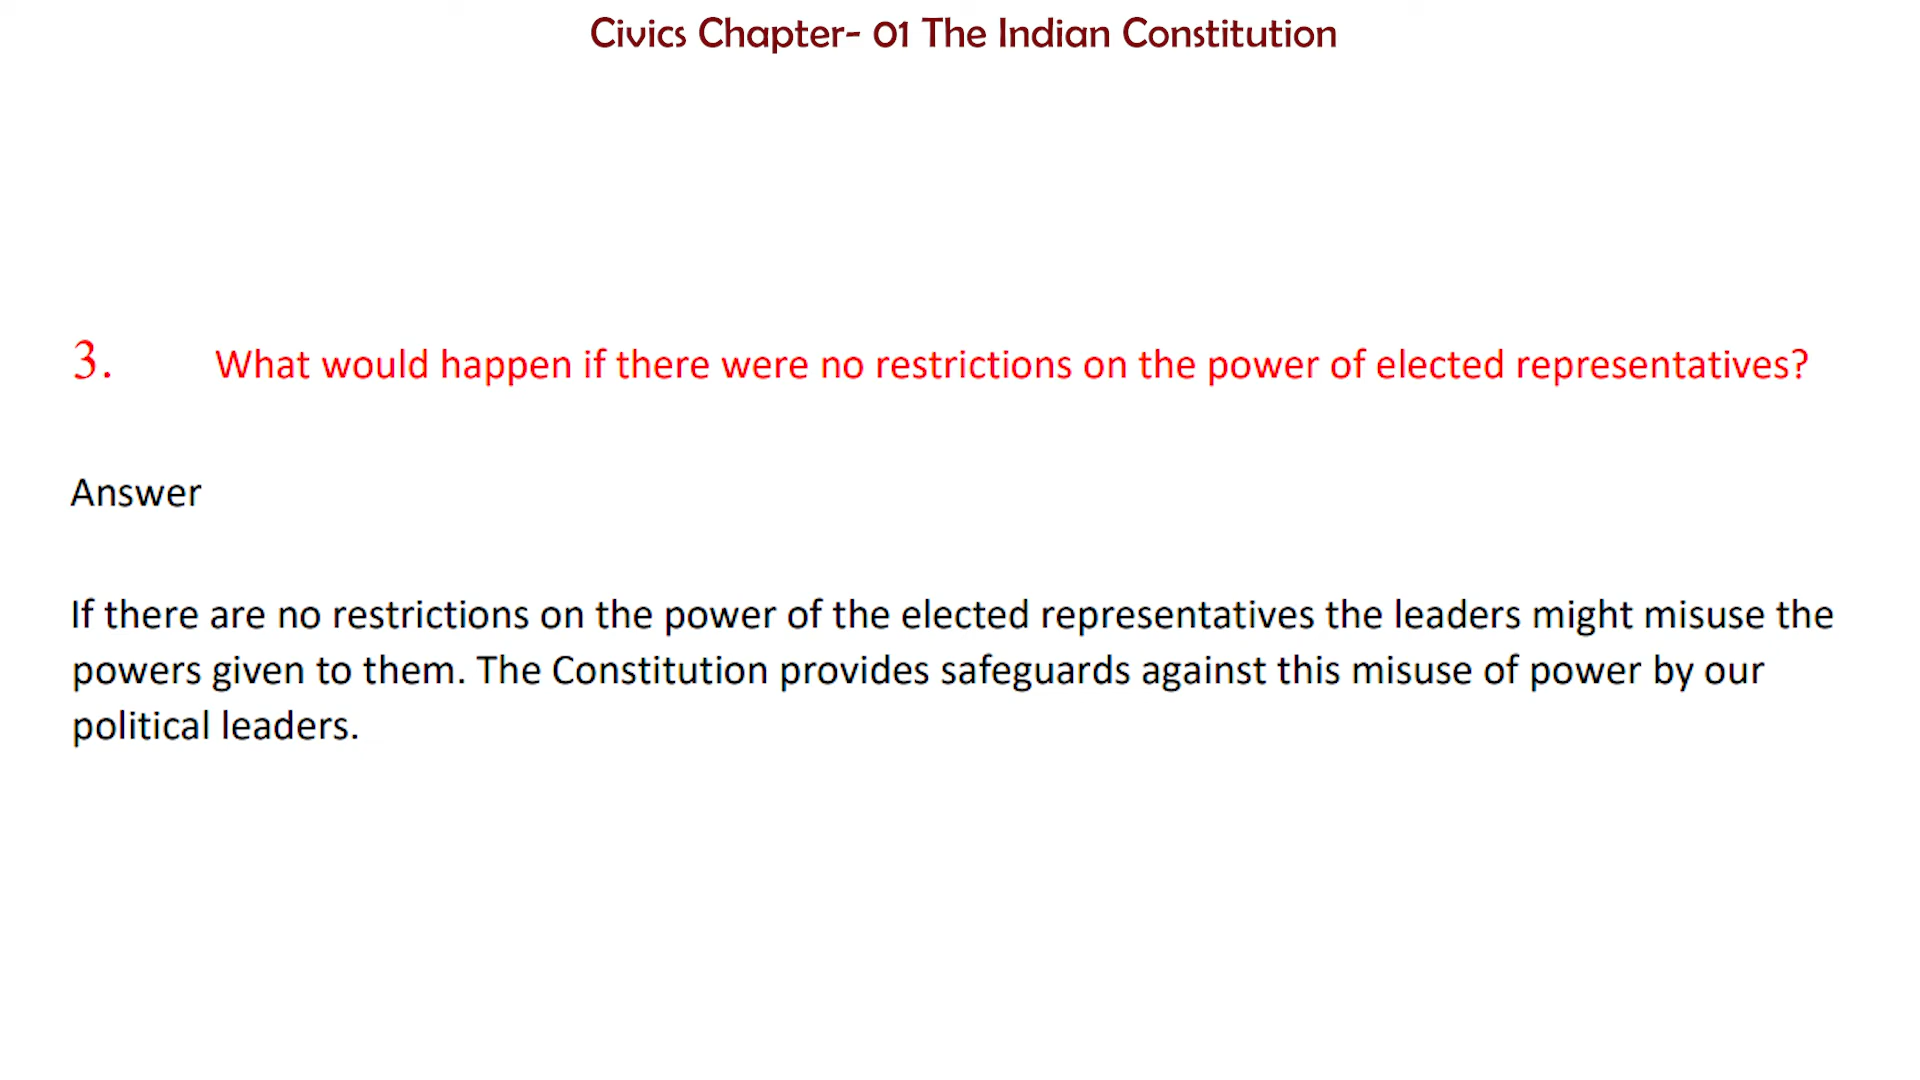 Civics Chapter- 01 The Indian Constitution
3. What would happen if there were no restrictions on the power of elected representatives?
Answer
If there are no restrictions on the power of the elected representatives the leaders might misuse the
powers given to them. The Constitution provides safeguards against this misuse of power by our
political leaders.